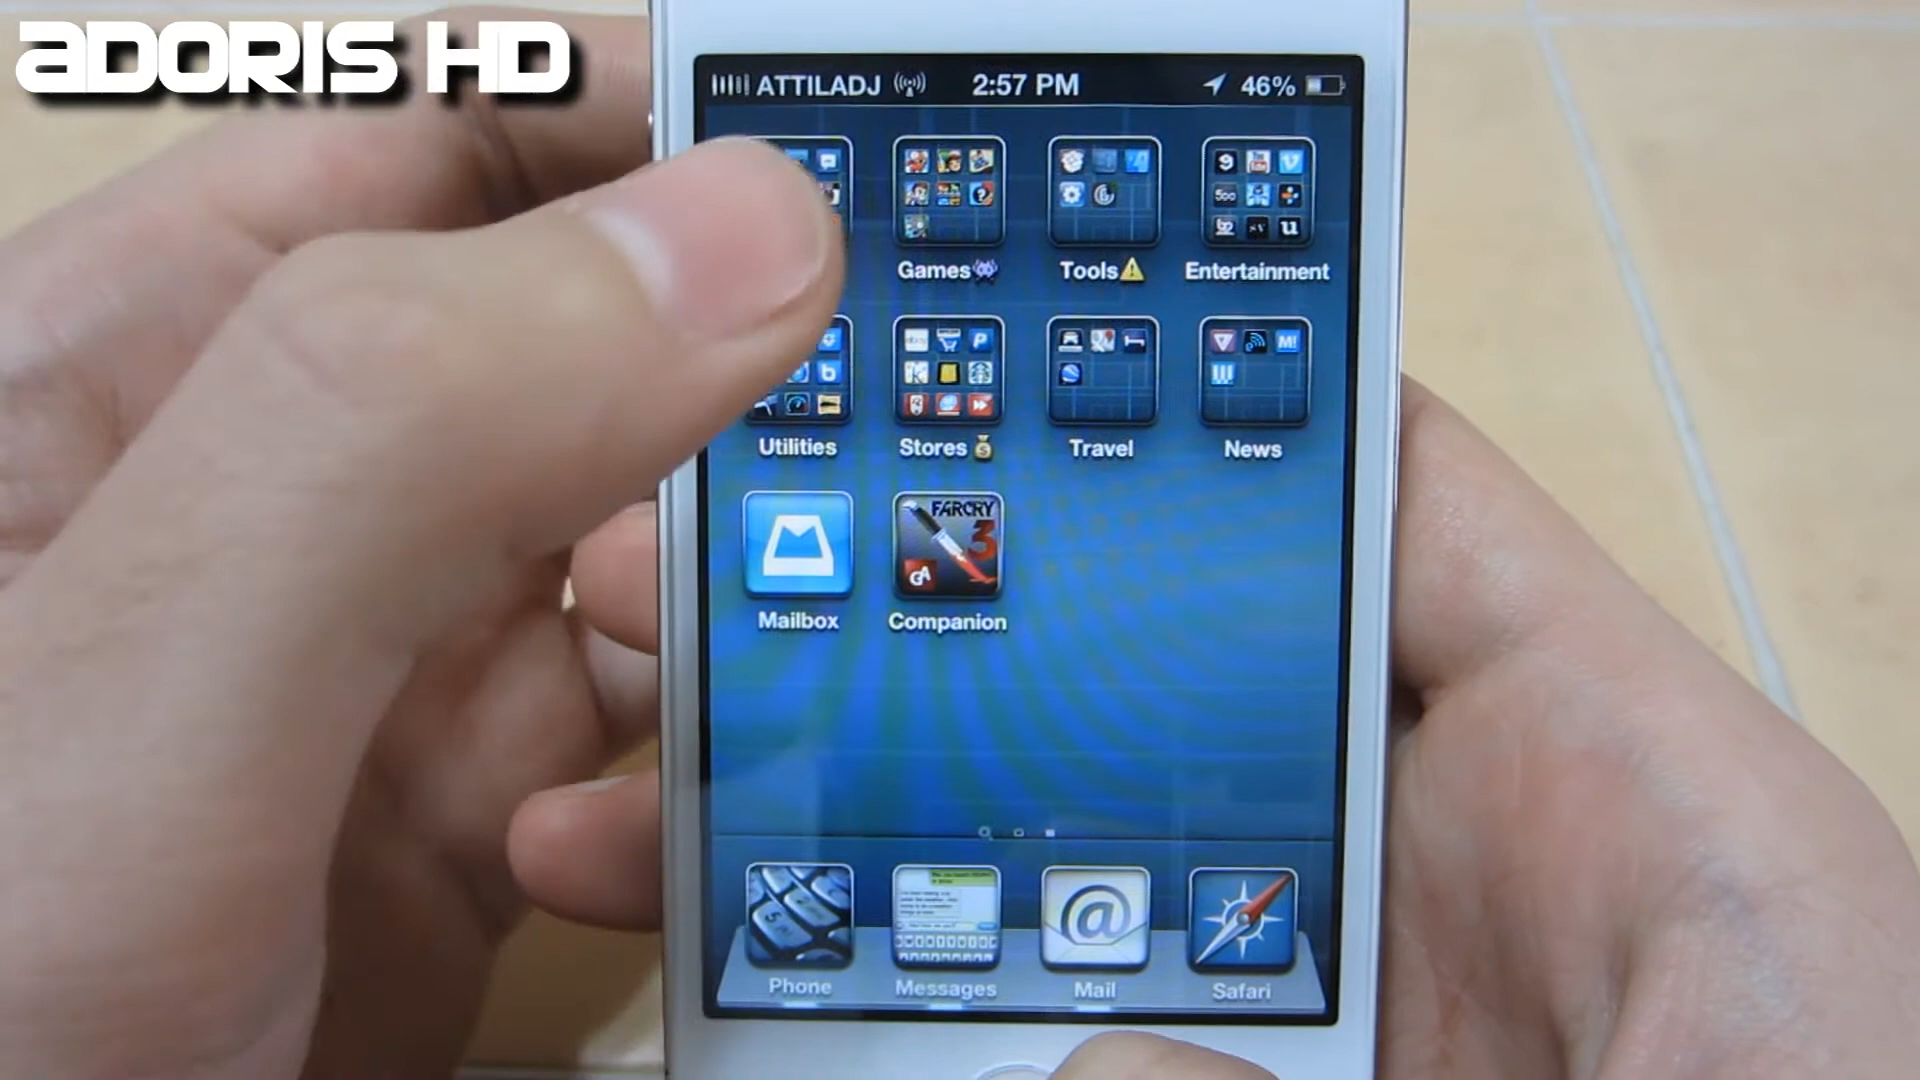 ADORIS HD
ATTILADJ 2:57 PM 46%
Games Tools Entertainment
Utilities Stores Travel News
FARCRY
3
GA
Mailbox Companion
@
Phone Messages Mail Safari